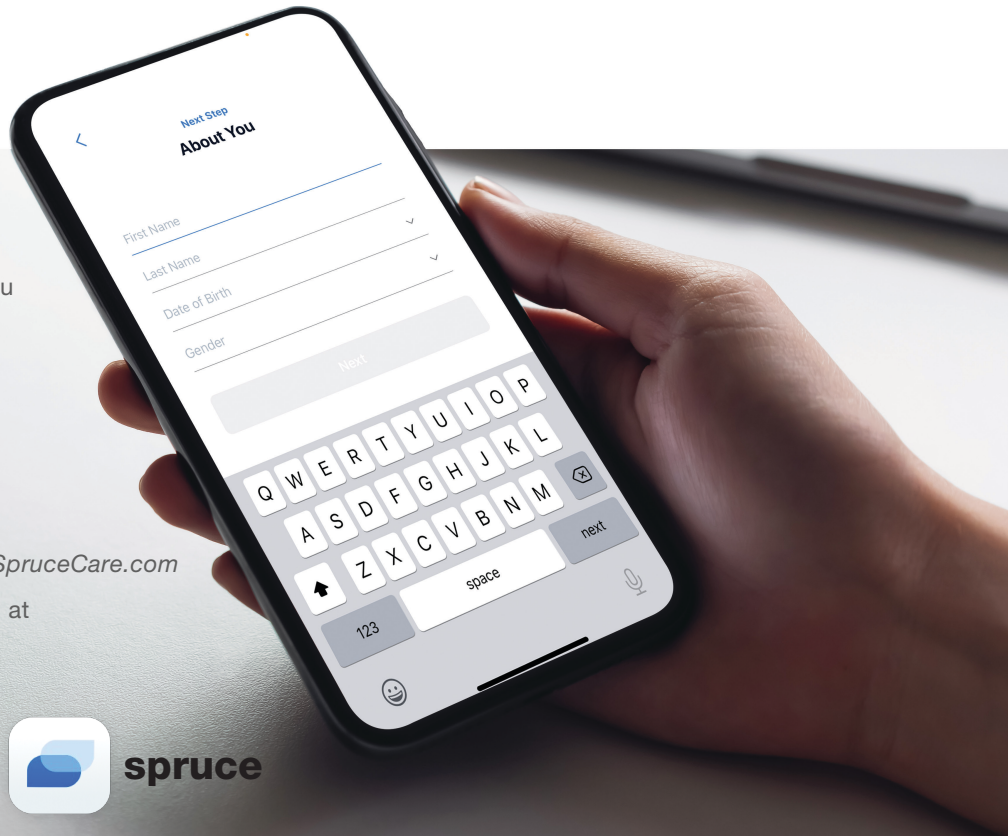 Next Step
About You
First Name
Last Name
Date of Birth
Gender
Next
Q W E R T Y U I O P
A S D F G H J K L
Z X C V B N M
123 space next
u
SpruceCare.com
at
spruce